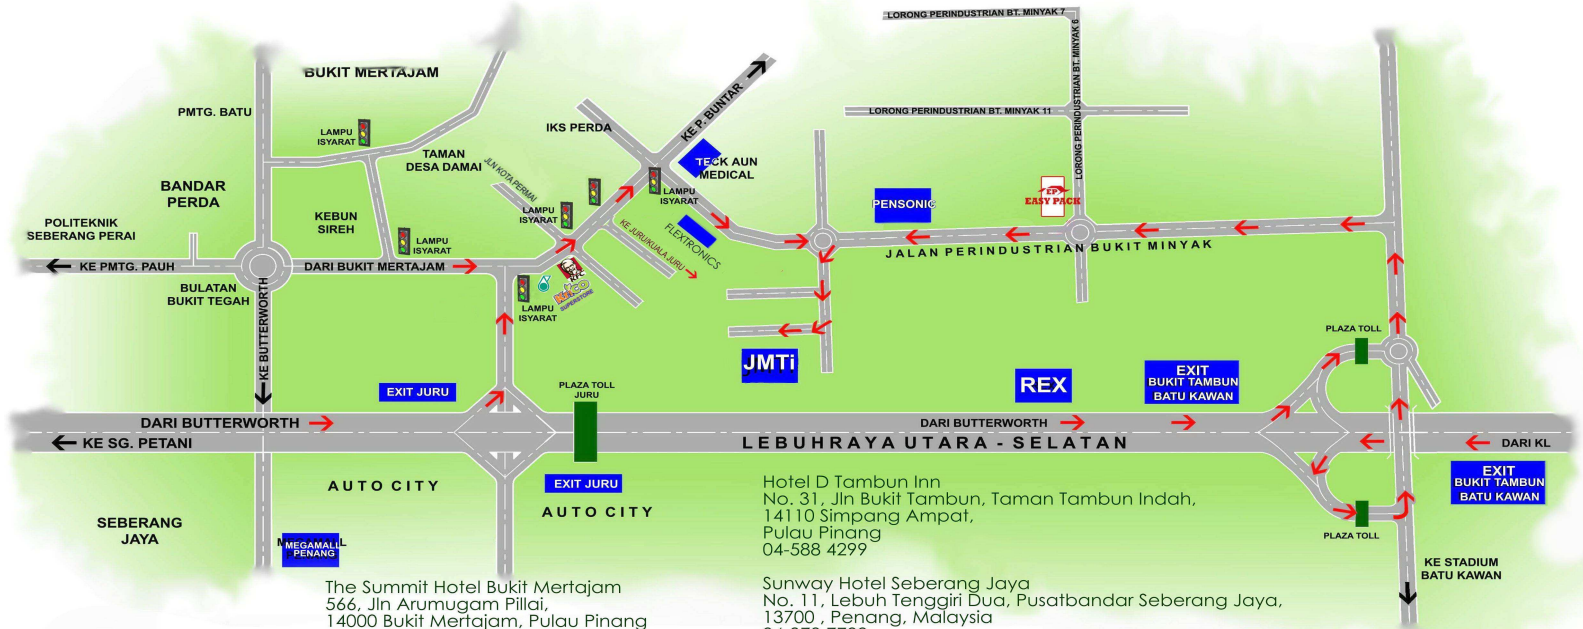 LORONG PERINDUSTRIAN BT. MINYAK 7
BUKIT MERTAJAM
LORONG PERINDUSTRIAN BT. MINYAK 6
PMTG. BATU
LORONG PERINDUSTRIAN BT. MINYAK 11
KE P. BUNTAR
IKS PERDA
LAMPU
ISYARAT
TAMAN
DESA DAMAI
TECK AUN
MEDICAL
JLN KOTA PERMAI
BANDAR
PERDA
LAMPU
ISYARAT
PENSONIC
EP
EASY PACK
LAMPU
ISYARAT
KEBUN
SIREH
POLITEKNIK
SEBERANG PERAI
LAMPU
ISYARAT
KE JURU/KUALA JURU
FLEXTRONICS
JALAN PERINDUSTRIAN BUKIT MINYAK
KE PMTG. PAUH
DARI BUKIT MERTAJAM
KFC
SUPERSTORE
BULATAN
BUKIT TEGAH
LAMPU
ISYARAT
KE BUTTERWORTH
PLAZA TOLL
JMTi
EXIT JURU
PLAZA TOLL
JURU
REX
EXIT
BUKIT TAMBUN
BATU KAWAN
DARI BUTTERWORTH
DARI BUTTERWORTH
KE SG. PETANI
LEBUHRAYA UTARA - SELATAN
DARI KL
EXIT
BUKIT TAMBUN
BATU KAWAN
AUTO CITY
EXIT JURU
AUTO CITY
Hotel D Tambun Inn
No. 31, Jln Bukit Tambun, Taman Tambun Indah,
14110 Simpang Ampat,
Pulau Pinang
04-588 4299
SEBERANG
JAYA
MEGAMALL
PENANG
PLAZA TOLL
KE STADIUM
BATU KAWAN
The Summit Hotel Bukit Mertajam
566, Jln Arumugam Pillai,
14000 Bukit Mertajam, Pulau Pinang
Sunway Hotel Seberang Jaya
No. 11, Lebuh Tenggiri Dua, Pusatbandar Seberang Jaya,
13700 , Penang, Malaysia